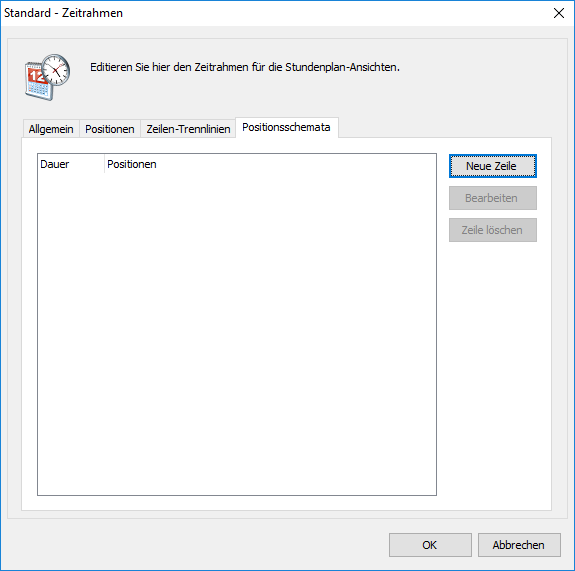 Standard - Zeitrahmen
12
Editieren Sie hier den Zeitrahmen für die Stundenplan-Ansichten.
Allgemein Positionen Zeilen-Trennlinien Positionsschemata
Dauer Positionen
Neue Zeile
Bearbeiten
Zeile löschen
OK Abbrechen